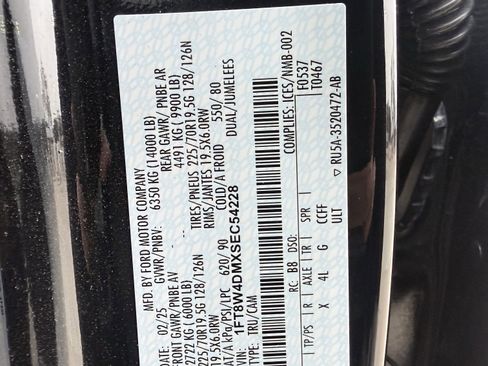 MFD. BY FORD MOTOR COMPANY
02/25 GVWR/PNBV: 6350 KG (14000 LB)
FRONT GAWR/PNBE AV REAR GAWR/ PNBE AR
2722 KG ( 6000 LB) 4491 KG ( 9900 LB)
225/70R19.5G 128/126N TIRES/PNEUS 225/70R19.5G 128/126N
19.5X6.0RW RIMS/JANTES 19.5X6.0RW
AT/A kPa/PSI/LPC 620/ 90 COLD/A FROID 550/ 80
DUAL/JUMELEES
VIN: 1FT8W4DMXSEC54228
TYPE: TRU/CAM COMPLIES: ICES/NMB-002
F0537
T0467
RC: B8 DSO:
TP/PS R AXLE TR SPR
X 4L G CCFF
ULT
▽ RU5A-3520472-AB